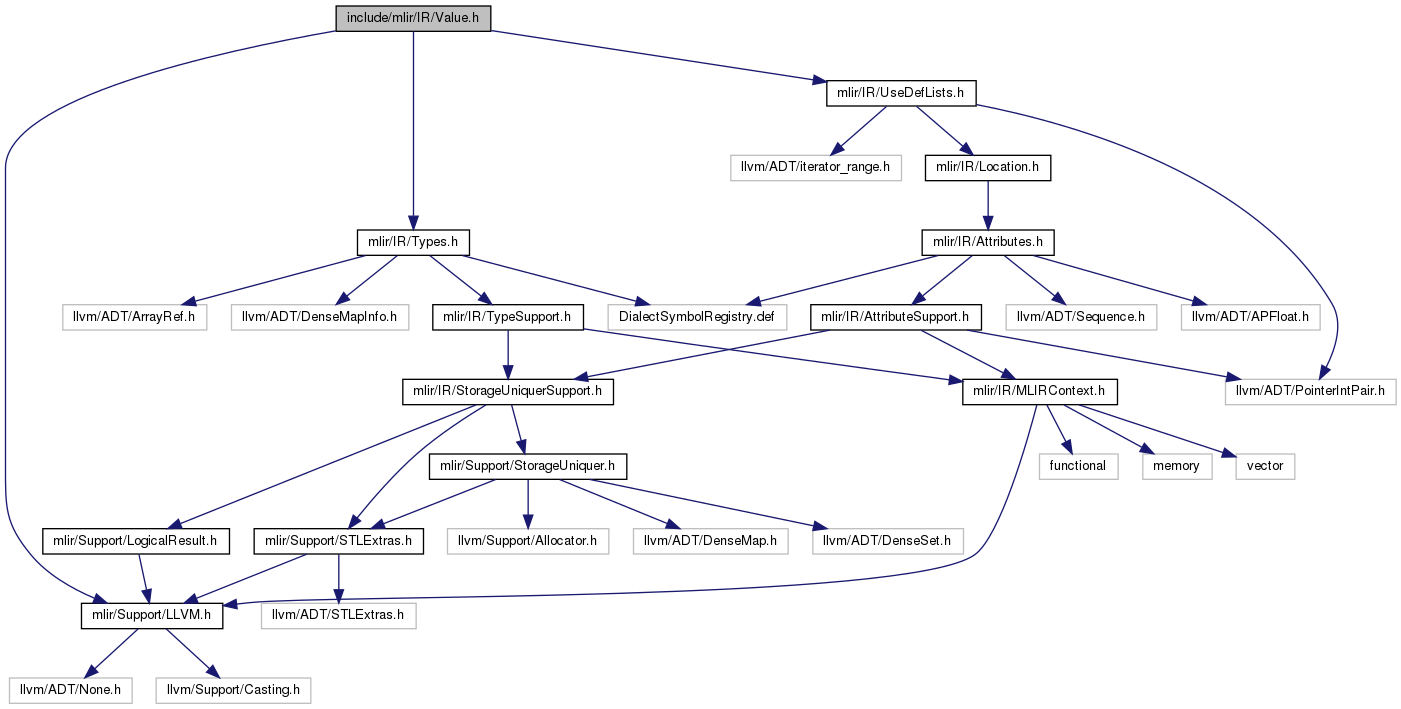 include/mlir/IR/Value.h
mlir/IR/UseDefLists.h
llvm/ADT/iterator_range.h
mlir/IR/Location.h
mlir/IR/Types.h
mlir/IR/Attributes.h
llvm/ADT/ArrayRef.h
llvm/ADT/DenseMapInfo.h
mlir/IR/TypeSupport.h
DialectSymbolRegistry.def
mlir/IR/AttributeSupport.h
llvm/ADT/Sequence.h
llvm/ADT/APFloat.h
mlir/IR/StorageUniquerSupport.h
mlir/IR/MLIRContext.h
llvm/ADT/PointerIntPair.h
mlir/Support/StorageUniquer.h
functional
memory
vector
mlir/Support/LogicalResult.h
mlir/Support/STLExtras.h
llvm/Support/Allocator.h
llvm/ADT/DenseMap.h
llvm/ADT/DenseSet.h
mlir/Support/LLVM.h
llvm/ADT/STLExtras.h
llvm/ADT/None.h
llvm/Support/Casting.h